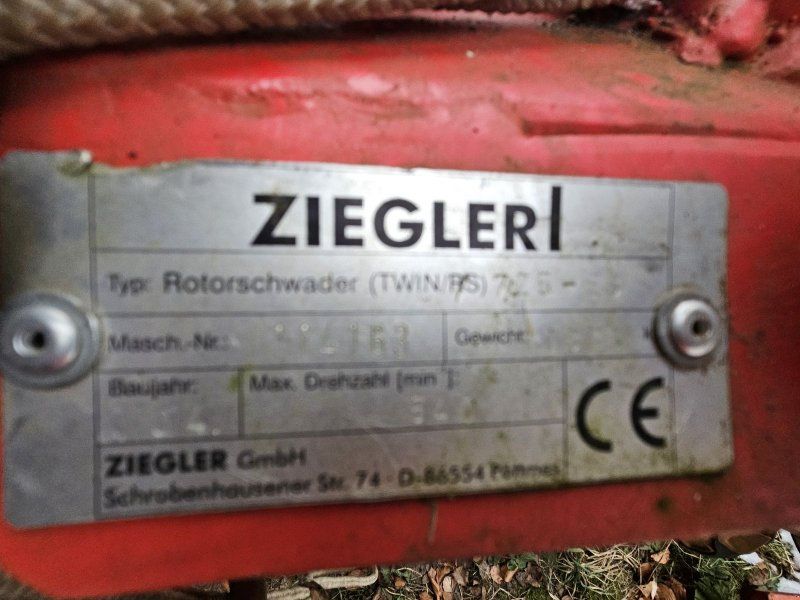 ZIEGLER
Typ: Rotorschwader (TWIN/RS)
Masch.-Nr.: Gewicht:
Baujahr: Max. Drehzahl [min⁻¹]:
CE
ZIEGLER GmbH
Schrobenhausener Str. 74 · D-86554 Pöttmes